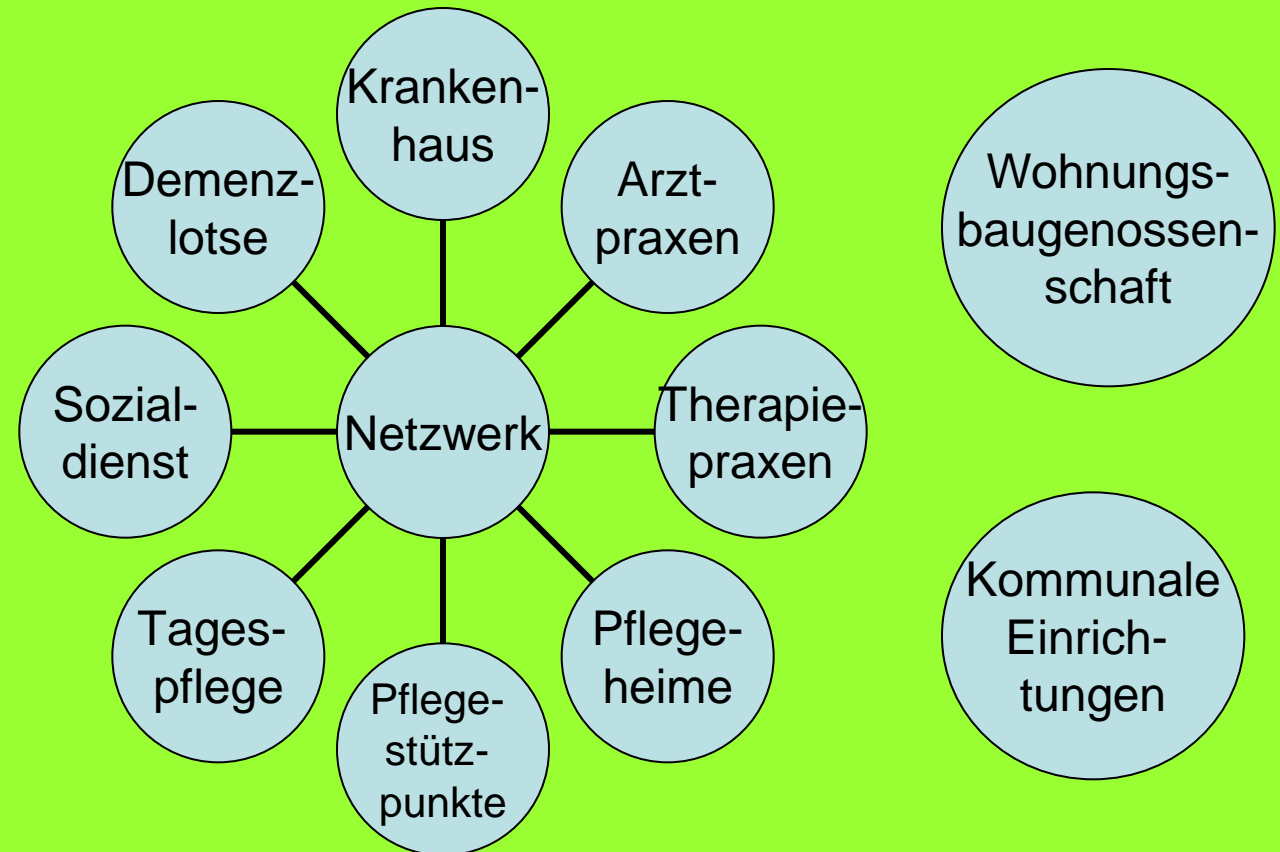 Kranken-
haus
Demenz-
lotse
Arzt-
praxen
Sozial-
dienst
Netzwerk
Therapie-
praxen
Tages-
pflege
Pflege-
stütz-
punkte
Pflege-
heime
Wohnungs-
baugenossen-
schaft
Kommunale
Einrich-
tungen